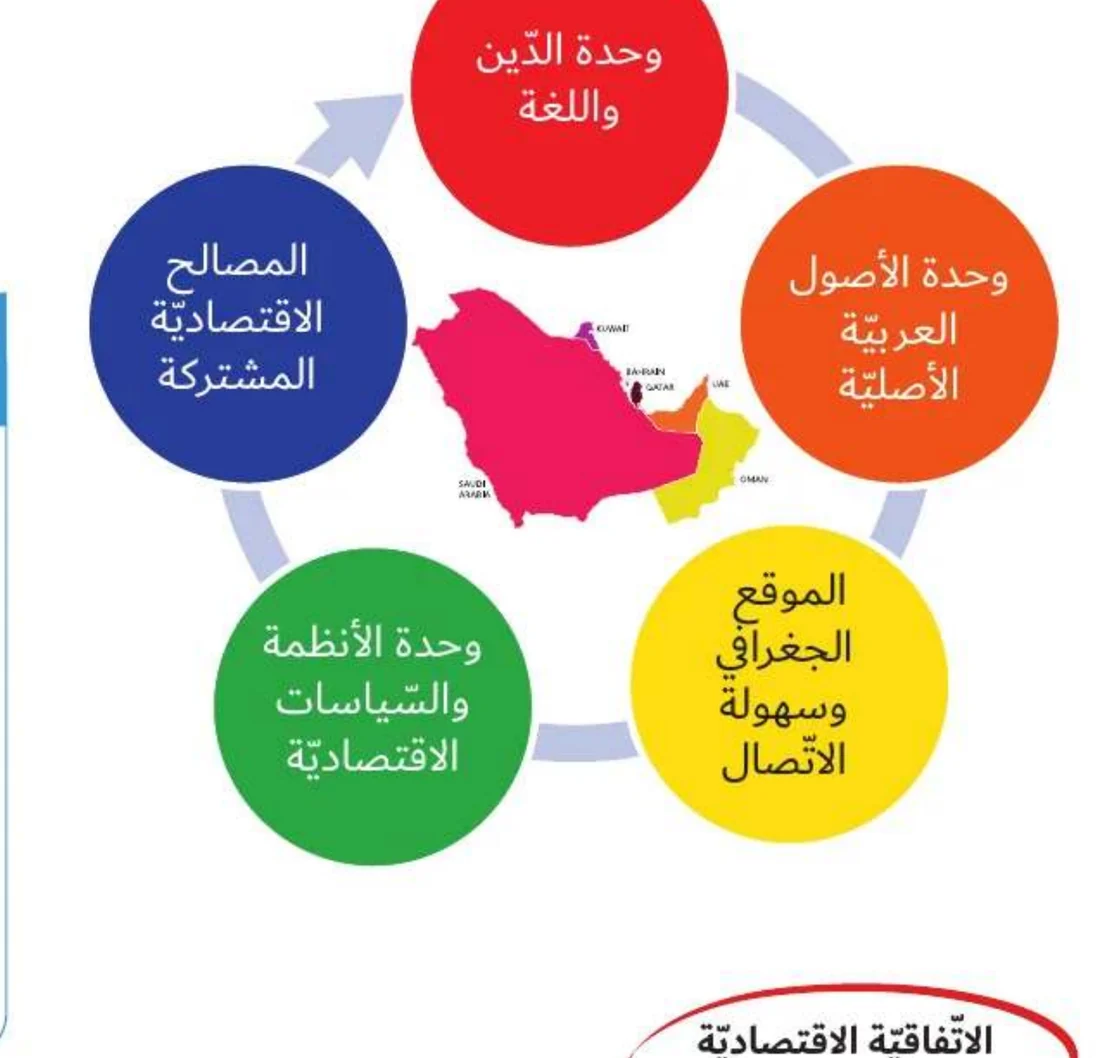 وحدة الدّين
واللغة
وحدة الأصول
العربيّة
الأصليّة
الموقع
الجغرافي
وسهولة
الاتّصال
وحدة الأنظمة
والسّياسات
الاقتصاديّة
المصالح
الاقتصاديّة
المشتركة
KUWAIT
BAHRAIN
QATAR
UAE
OMAN
SAUDI
ARABIA
الاتّفاقيّة الاقتصاديّة